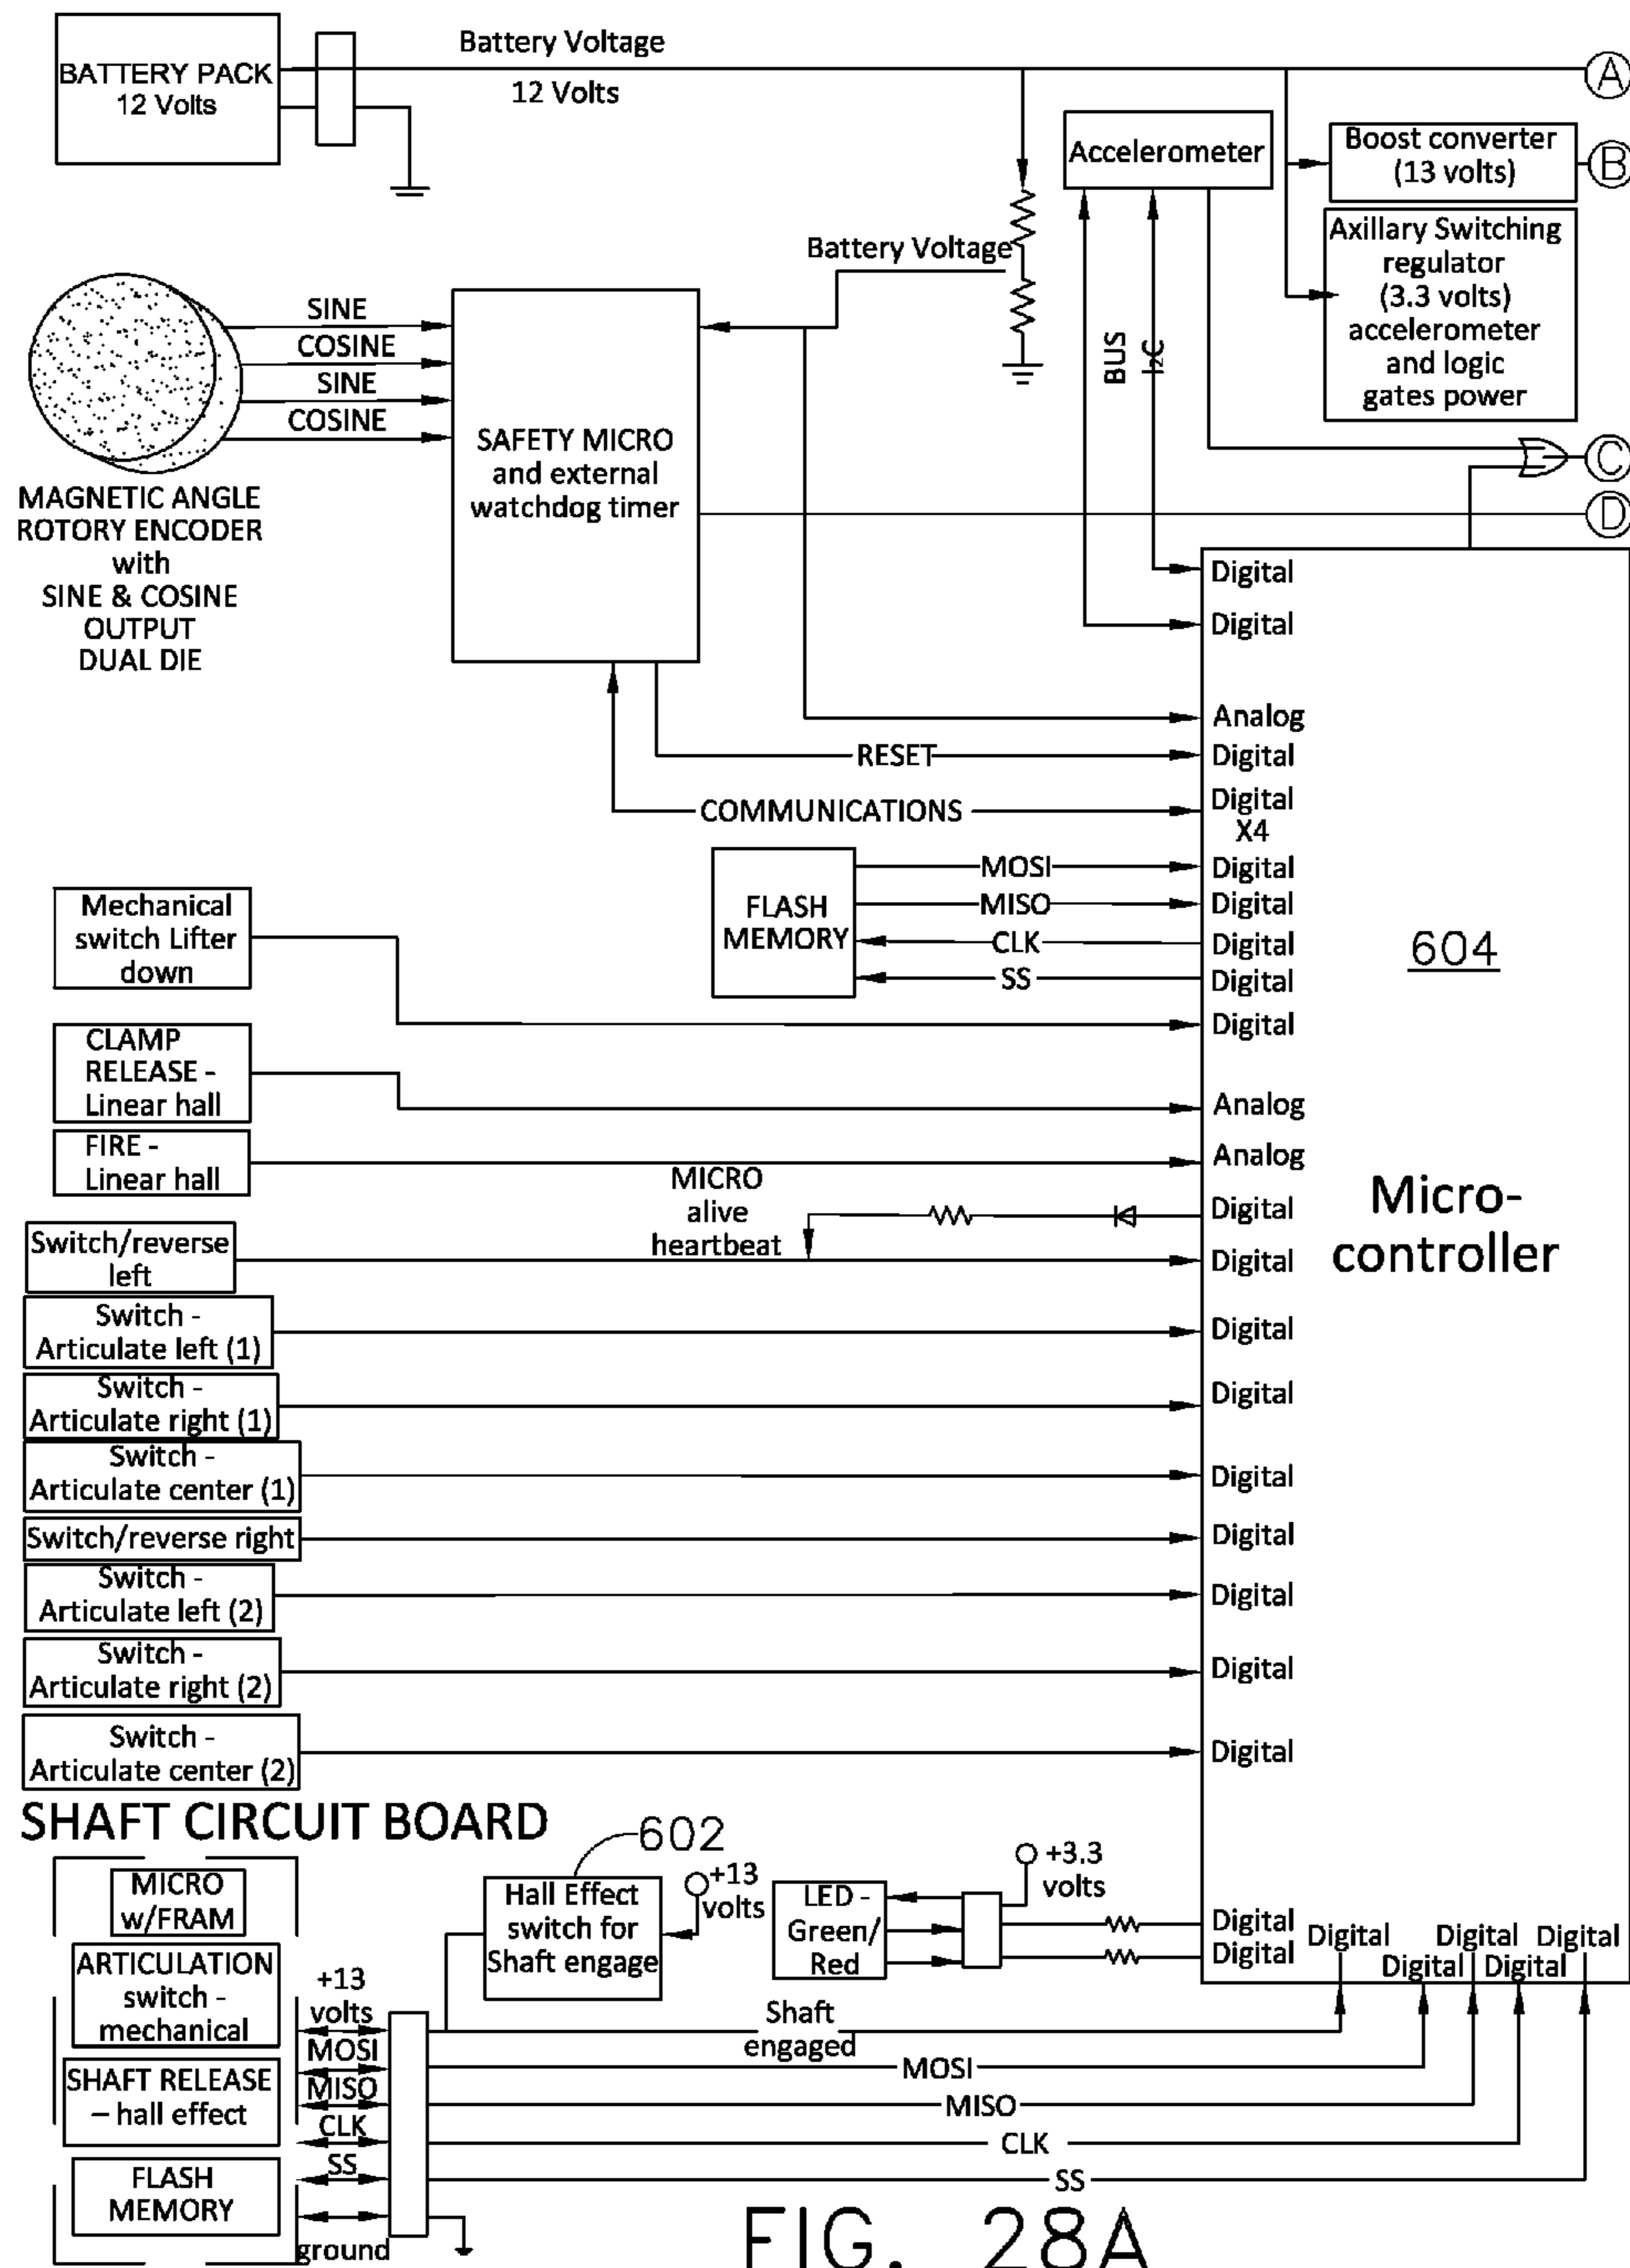 BATTERY PACK
12 Volts
Battery Voltage
12 Volts
A
Accelerometer
Boost converter
(13 volts)
B
Axillary Switching
regulator
(3.3 volts)
accelerometer
and logic
gates power
Battery Voltage
BUS
I2C
SINE
COSINE
SINE
COSINE
SAFETY MICRO
and external
watchdog timer
C
D
MAGNETIC ANGLE
ROTORY ENCODER
with
SINE & COSINE
OUTPUT
DUAL DIE
Digital
Digital
Analog
RESET
Digital
COMMUNICATIONS
Digital
X4
FLASH
MEMORY
MOSI
Digital
MISO
Digital
CLK
Digital
SS
Digital
604
Micro-
controller
Mechanical
switch Lifter
down
Digital
CLAMP
RELEASE -
Linear hall
Analog
FIRE -
Linear hall
Analog
MICRO
alive
heartbeat
Digital
Switch/reverse
left
Digital
Switch -
Articulate left (1)
Digital
Switch -
Articulate right (1)
Digital
Switch -
Articulate center (1)
Digital
Switch/reverse right
Digital
Switch -
Articulate left (2)
Digital
Switch -
Articulate right (2)
Digital
Switch -
Articulate center (2)
Digital
SHAFT CIRCUIT BOARD
MICRO
w/FRAM
ARTICULATION
switch -
mechanical
SHAFT RELEASE
– hall effect
FLASH
MEMORY
+13
volts
MOSI
MISO
CLK
SS
ground
602
Hall Effect
switch for
Shaft engage
+13
volts
LED -
Green/
Red
+3.3
volts
Digital
Digital
Digital
Digital
Digital
Digital
Digital
Shaft
engaged
MOSI
MISO
CLK
SS
FIG. 28A